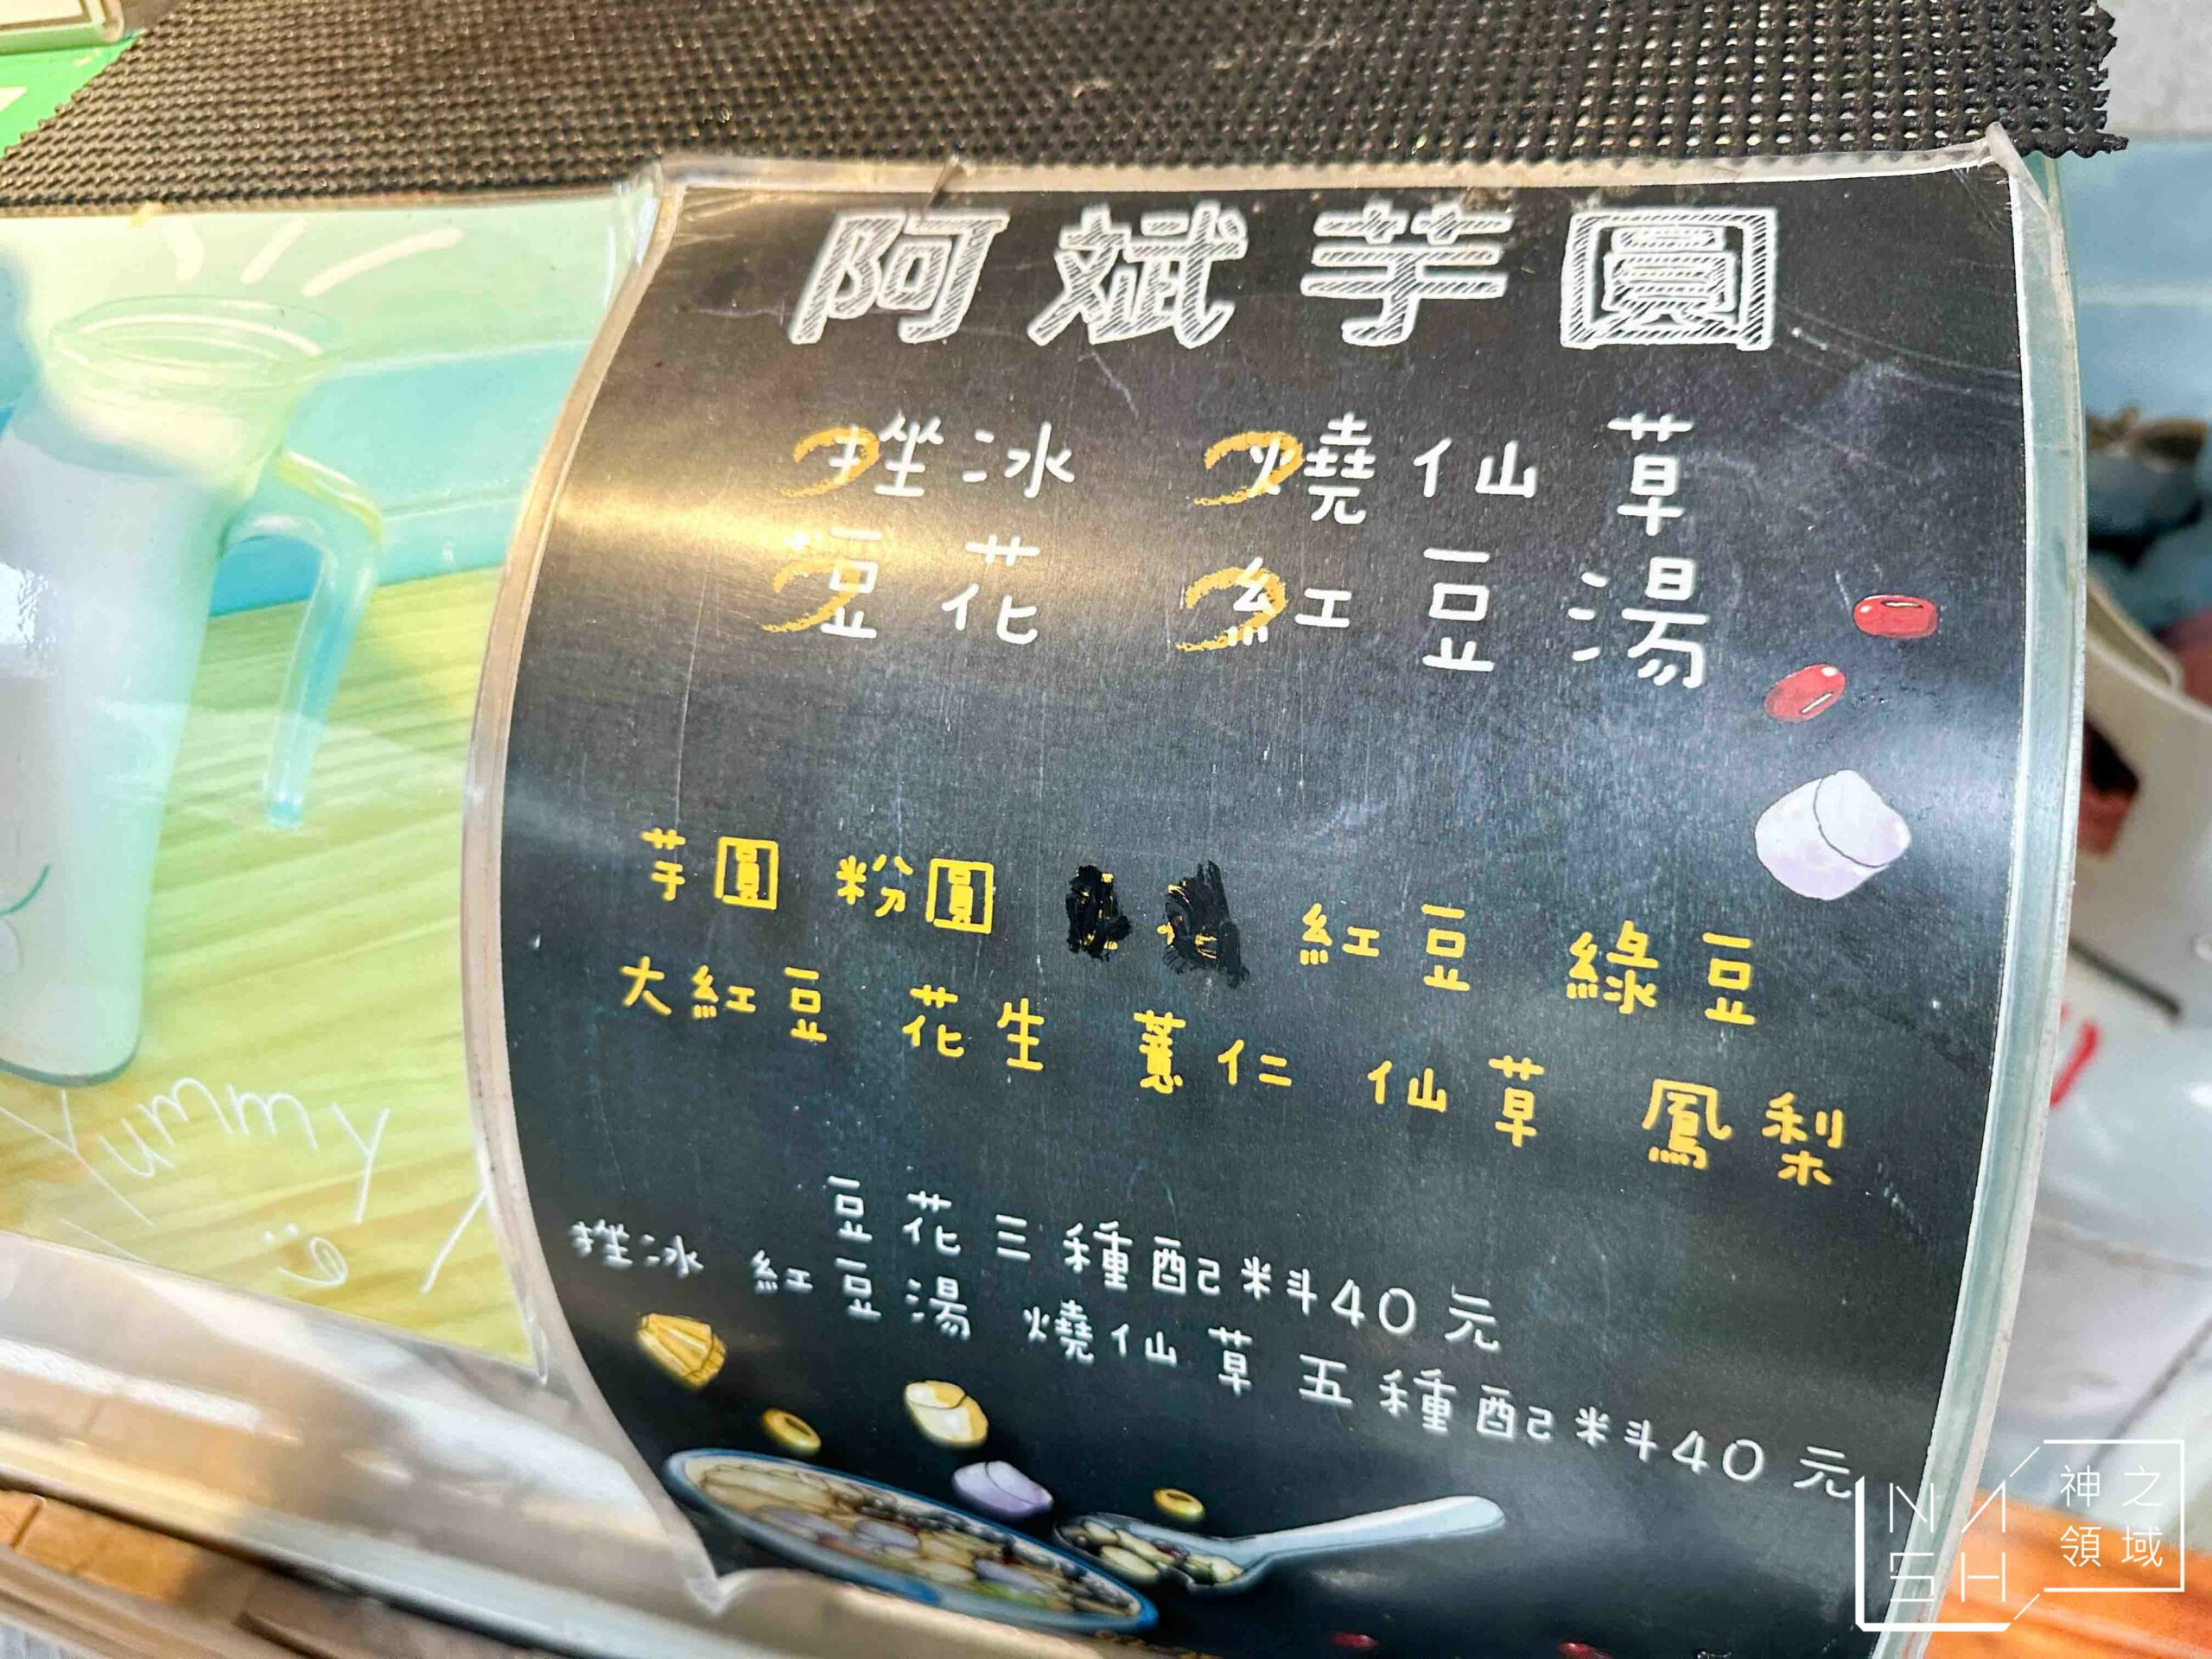 阿斌芋圓
挫冰 燒仙草
豆花 紅豆湯
芋圓 粉圓 紅豆 綠豆
大紅豆 花生 薏仁 仙草 鳳梨
豆花三種配料40元
挫冰 紅豆湯 燒仙草五種配料40元
Yummy
NASH 神之領域